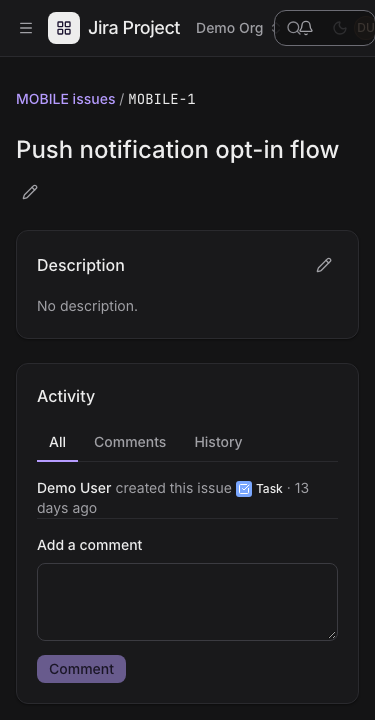 Jira Project Demo Org DU
MOBILE issues / MOBILE-1
Push notification opt-in flow
Description
No description.
Activity
All Comments History
Demo User created this issue Task · 13
days ago
Add a comment
Comment